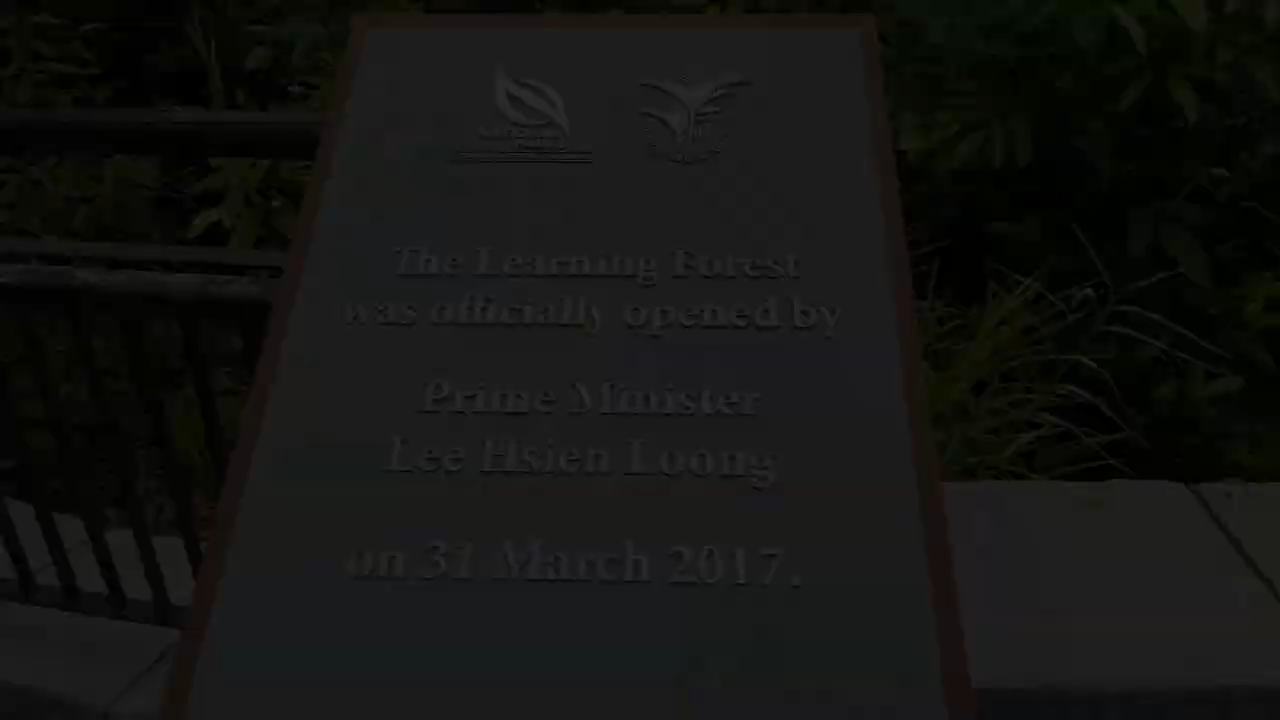 The Learning Forest
was officially opened by
Prime Minister
Lee Hsien Loong
on 31 March 2017.